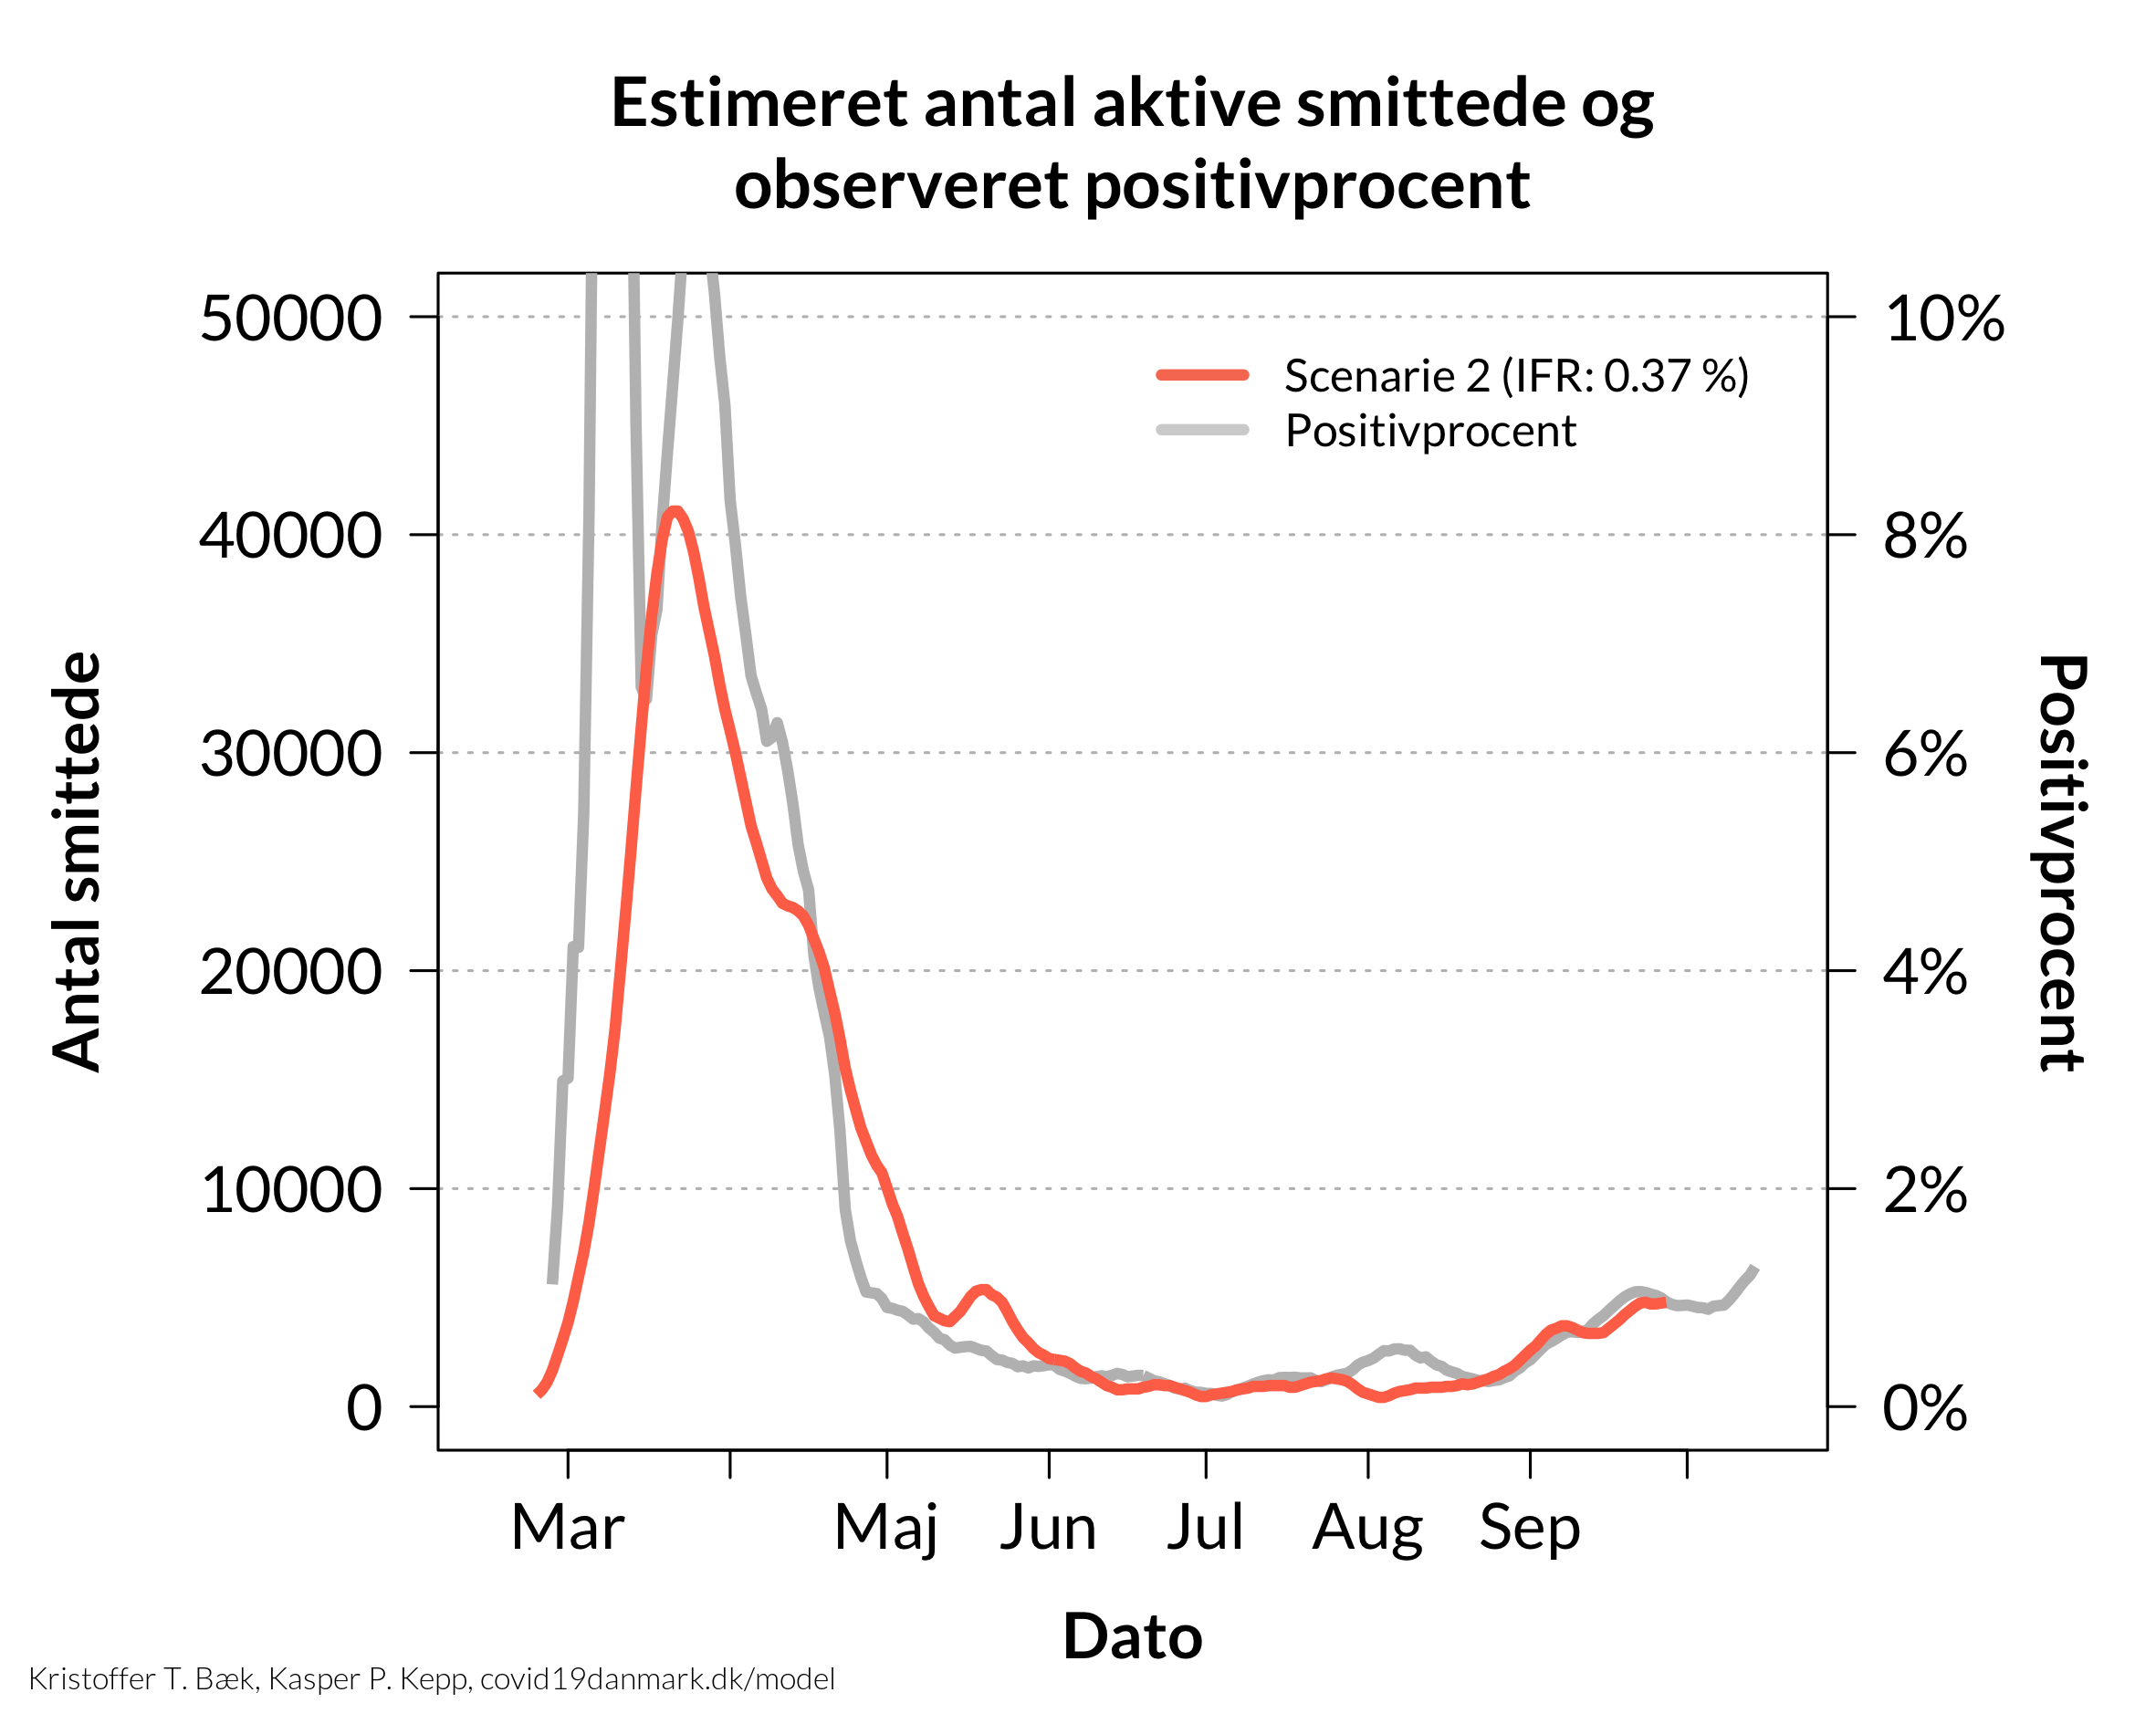 Estimeret antal aktive smittede og
observeret positivprocent
50000
40000
30000
20000
10000
0
Antal smittede
10%
8%
6%
4%
2%
0%
Positivprocent
Scenarie 2 (IFR: 0.37 %)
Positivprocent
Mar Maj Jun Jul Aug Sep
Dato
Kristoffer T. Bæk, Kasper P. Kepp, covid19danmark.dk/model